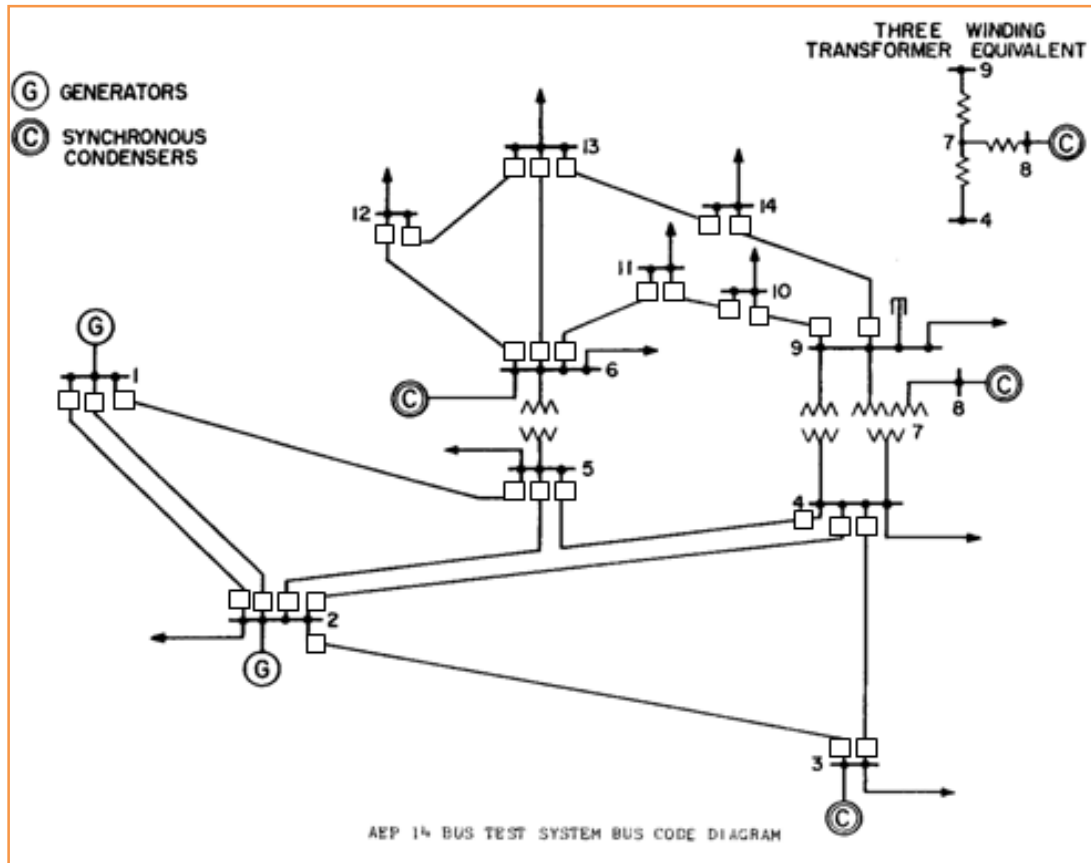 THREE WINDING
TRANSFORMER EQUIVALENT
9
7
C
8
4
G GENERATORS
C SYNCHRONOUS
CONDENSERS
13
12
14
11
10
G
1
9
6
C
8
C
7
5
4
2
G
3
C
AEP 14 BUS TEST SYSTEM BUS CODE DIAGRAM